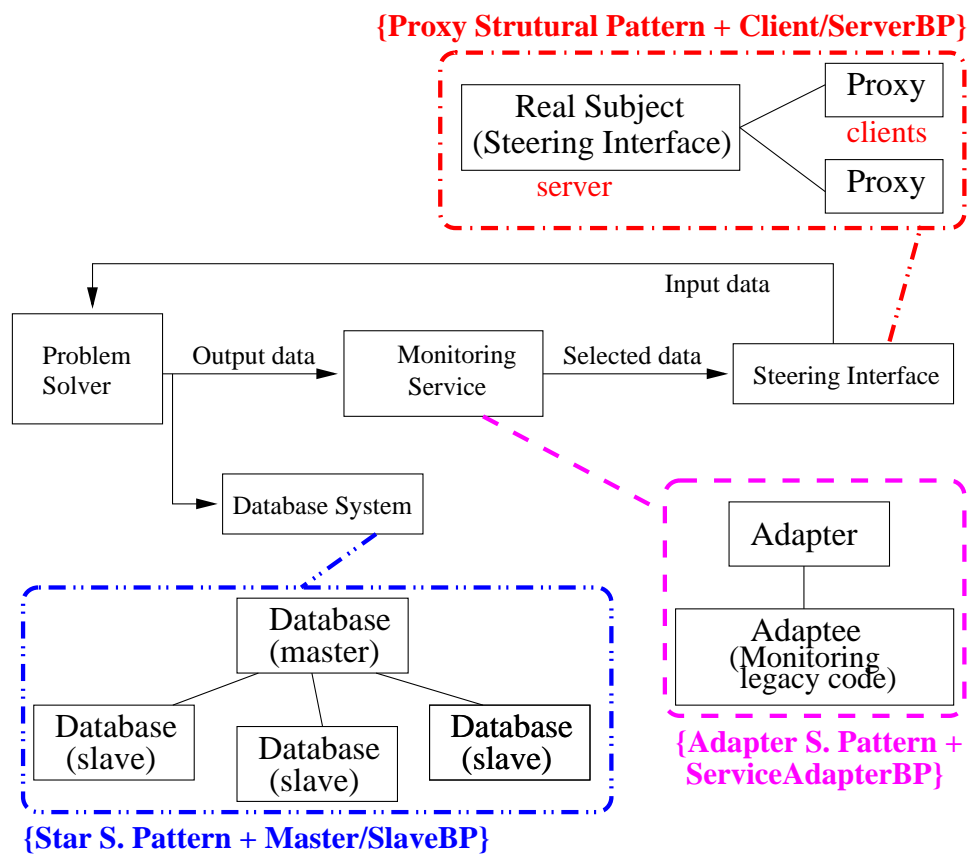 {Proxy Strutural Pattern + Client/ServerBP}
Real Subject
(Steering Interface)
server
Proxy
clients
Proxy
Input data
Problem
Solver
Output data
Monitoring
Service
Selected data
Steering Interface
Database System
Adapter
Adaptee
(Monitoring
legacy code)
{Adapter S. Pattern +
ServiceAdapterBP}
Database
(master)
Database
(slave)
Database
(slave)
Database
(slave)
{Star S. Pattern + Master/SlaveBP}